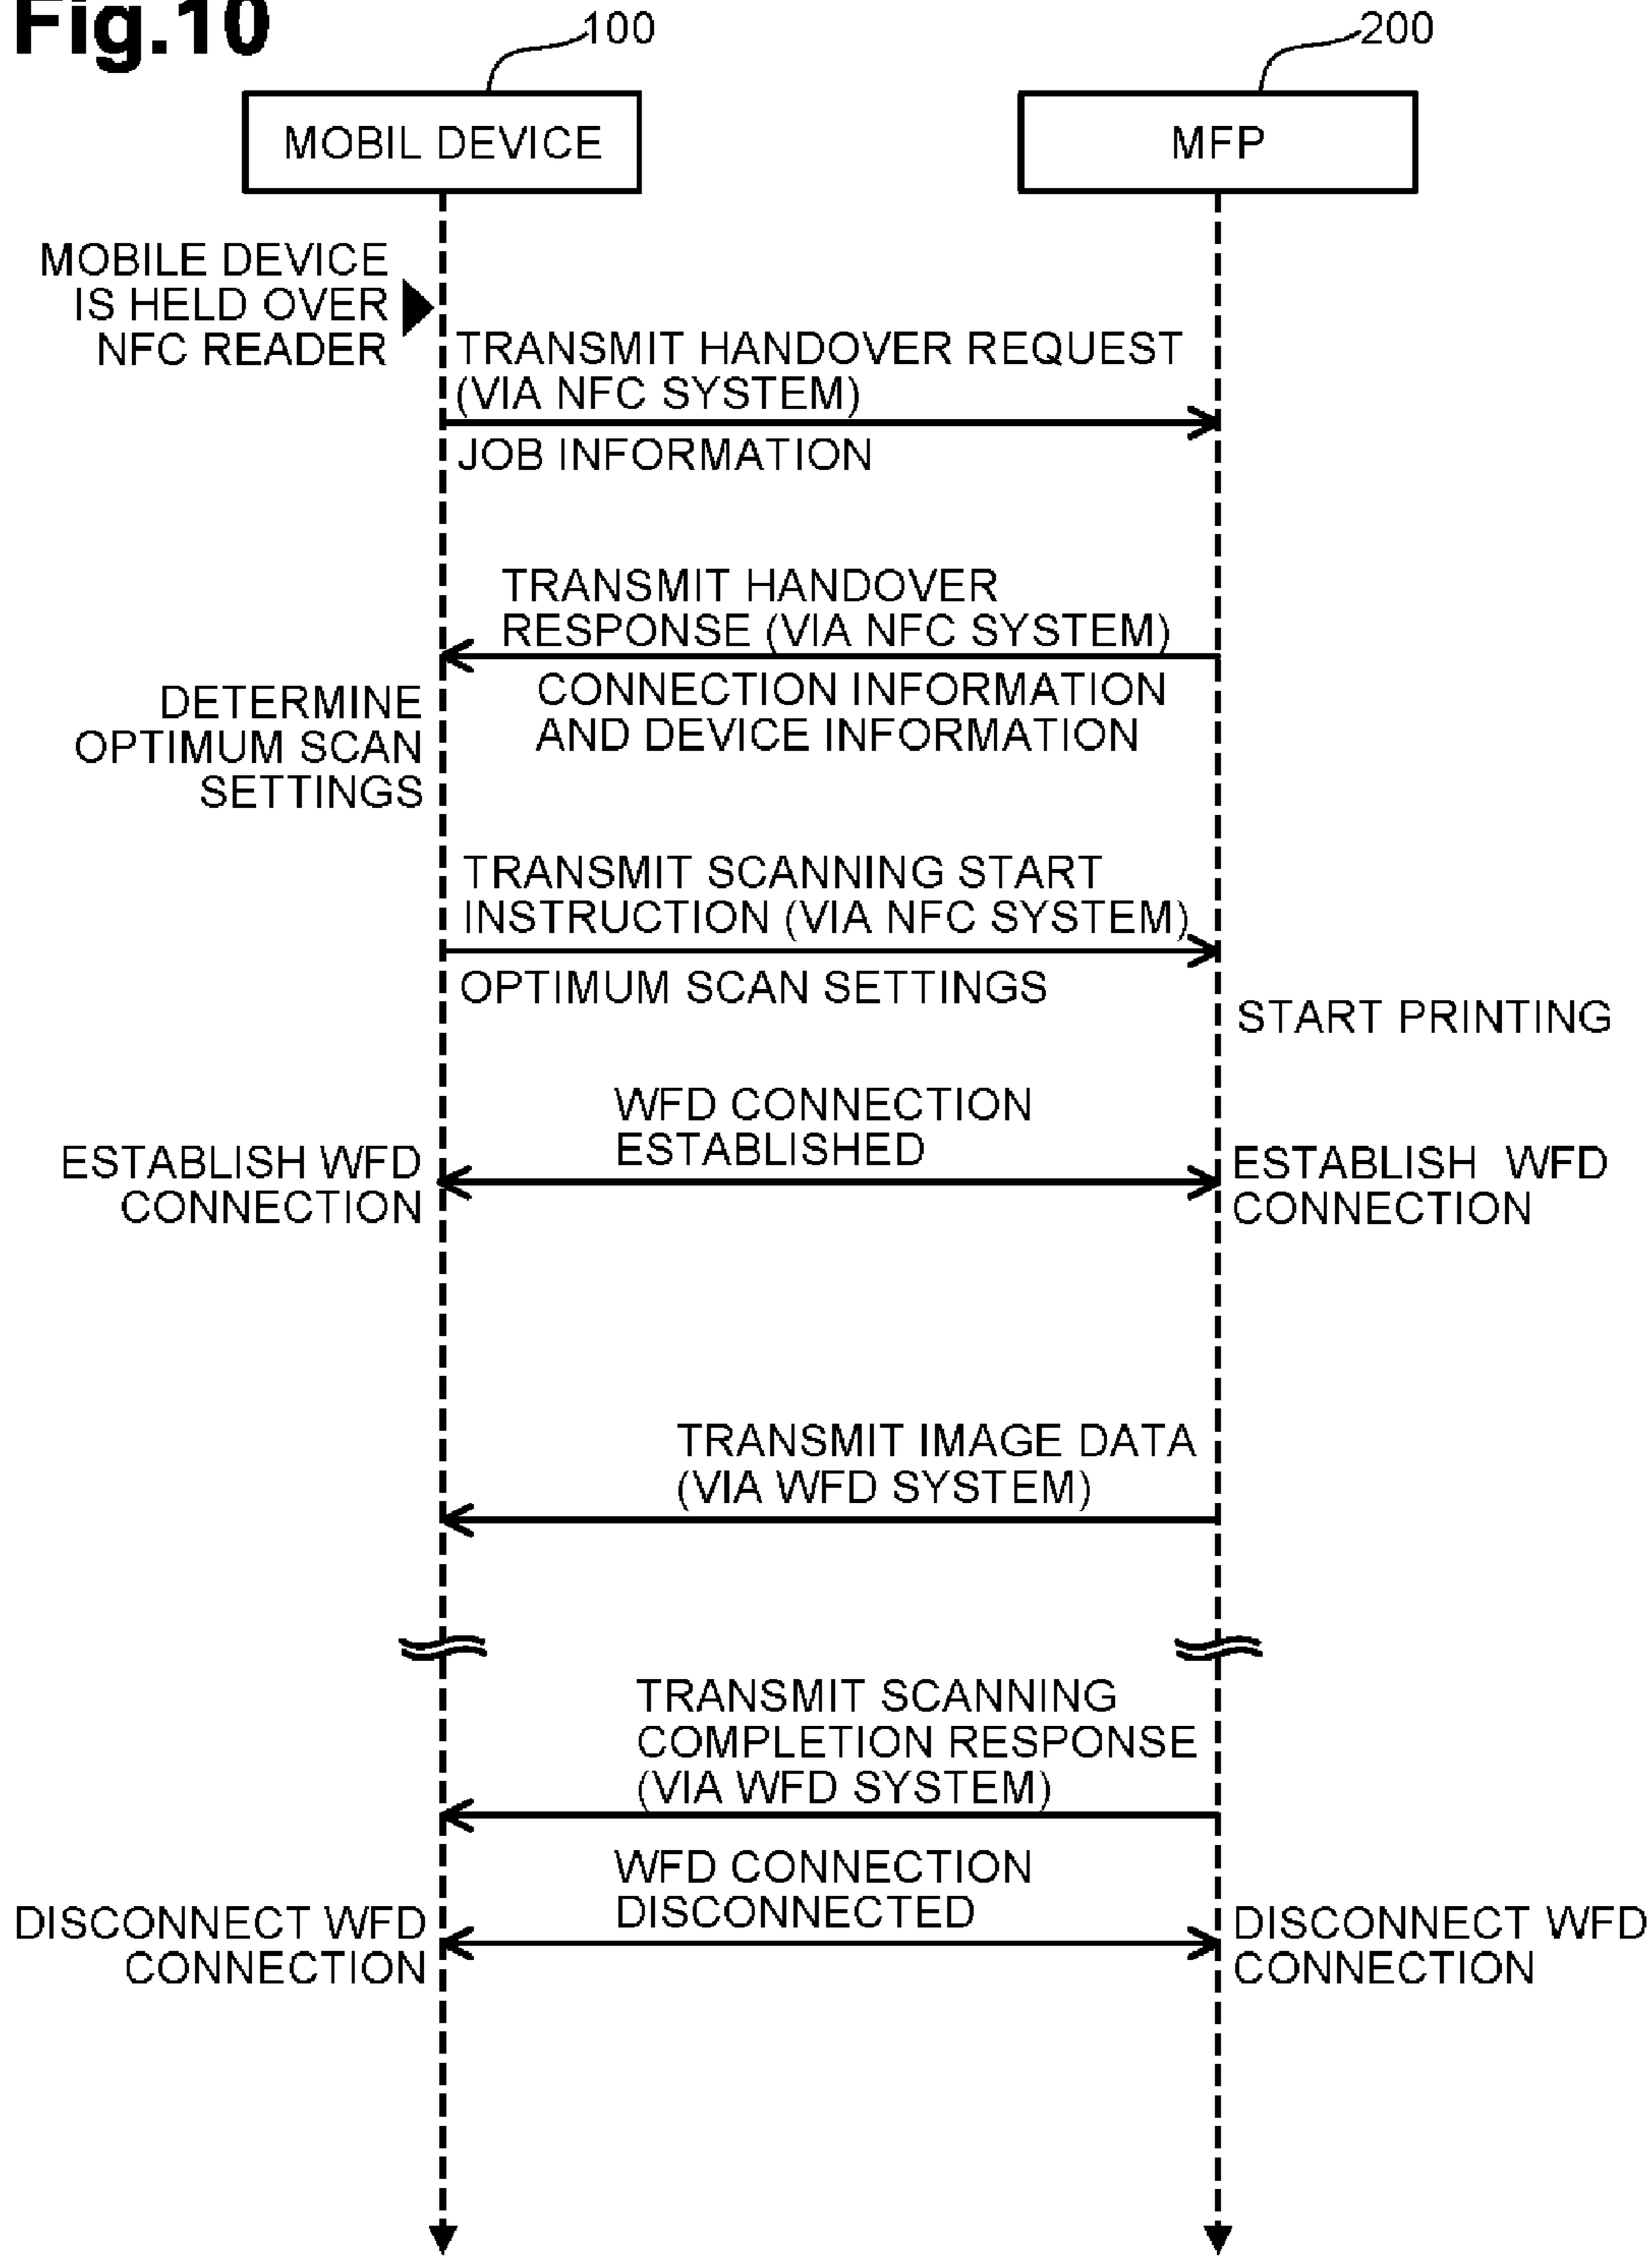 Fig.10
100
200
MOBIL DEVICE
MFP
MOBILE DEVICE
IS HELD OVER
NFC READER
TRANSMIT HANDOVER REQUEST
(VIA NFC SYSTEM)
JOB INFORMATION
TRANSMIT HANDOVER
RESPONSE (VIA NFC SYSTEM)
CONNECTION INFORMATION
AND DEVICE INFORMATION
DETERMINE
OPTIMUM SCAN
SETTINGS
TRANSMIT SCANNING START
INSTRUCTION (VIA NFC SYSTEM)
OPTIMUM SCAN SETTINGS
START PRINTING
WFD CONNECTION
ESTABLISHED
ESTABLISH WFD
CONNECTION
ESTABLISH WFD
CONNECTION
TRANSMIT IMAGE DATA
(VIA WFD SYSTEM)
TRANSMIT SCANNING
COMPLETION RESPONSE
(VIA WFD SYSTEM)
WFD CONNECTION
DISCONNECTED
DISCONNECT WFD
CONNECTION
DISCONNECT WFD
CONNECTION